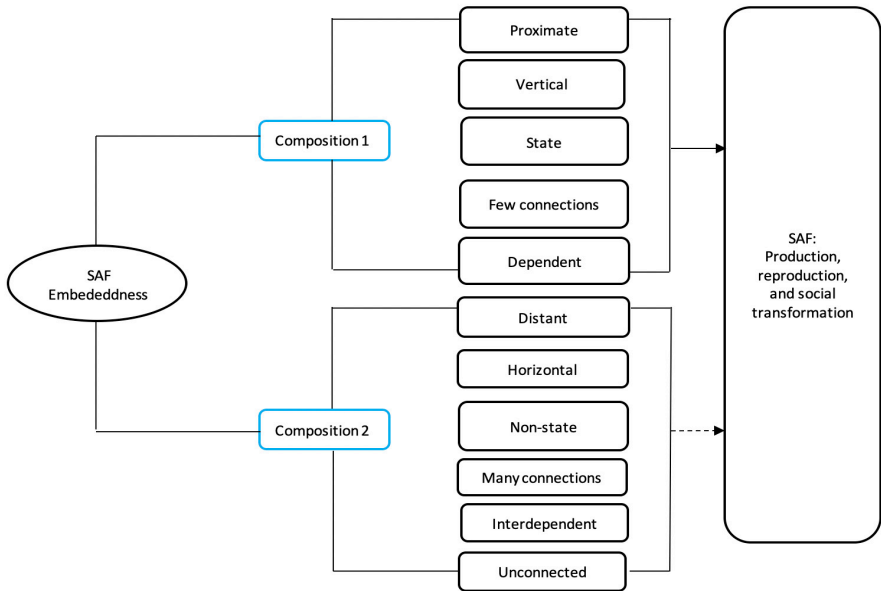 SAF
Embededdness
Composition 1
Composition 2
Proximate
Vertical
State
Few connections
Dependent
Distant
Horizontal
Non-state
Many connections
Interdependent
Unconnected
SAF:
Production,
reproduction,
and social
transformation